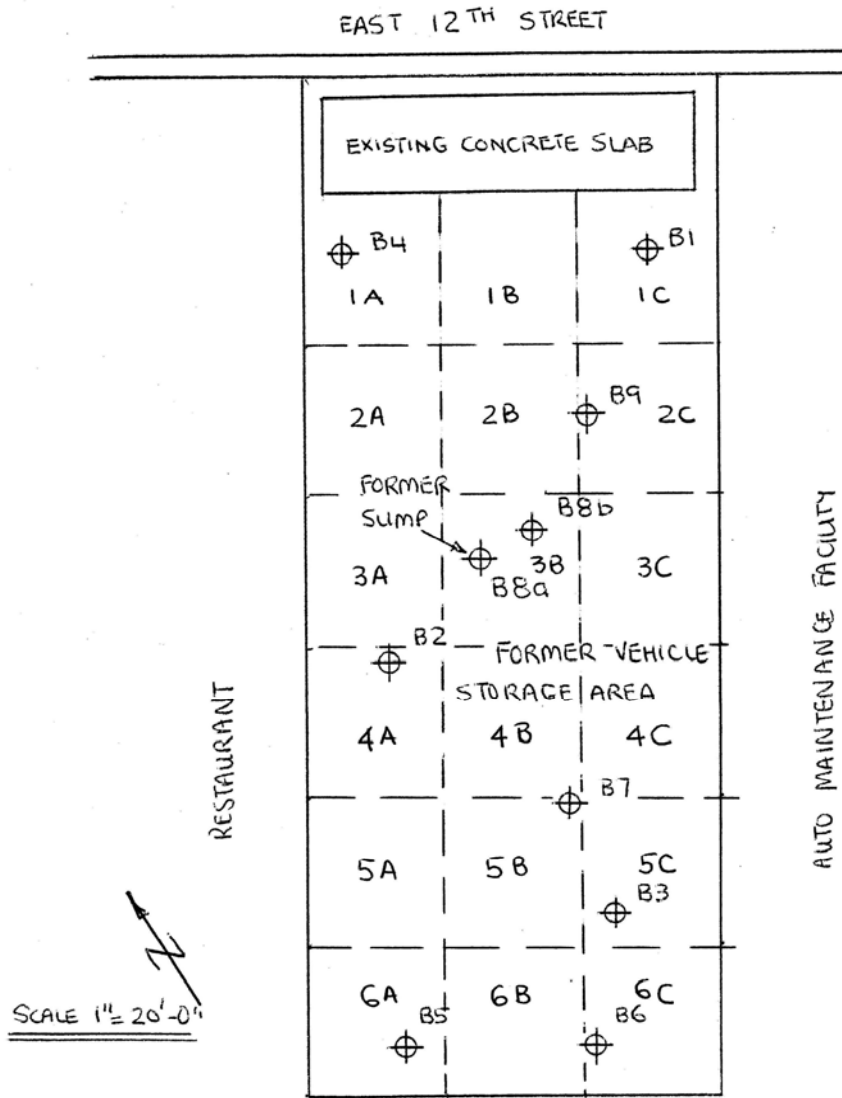 EAST 12TH STREET
EXISTING CONCRETE SLAB
B4
B1
1A
1B
1C
B9
2A
2B
2C
FORMER
SUMP
B8b
3A
3B
3C
B8a
B2
FORMER VEHICLE
STORAGE AREA
4A
4B
4C
B7
5A
5B
5C
B3
6A
6B
6C
B5
B6
RESTAURANT
AUTO MAINTENANCE FACILITY
N
SCALE 1"= 20'-0"